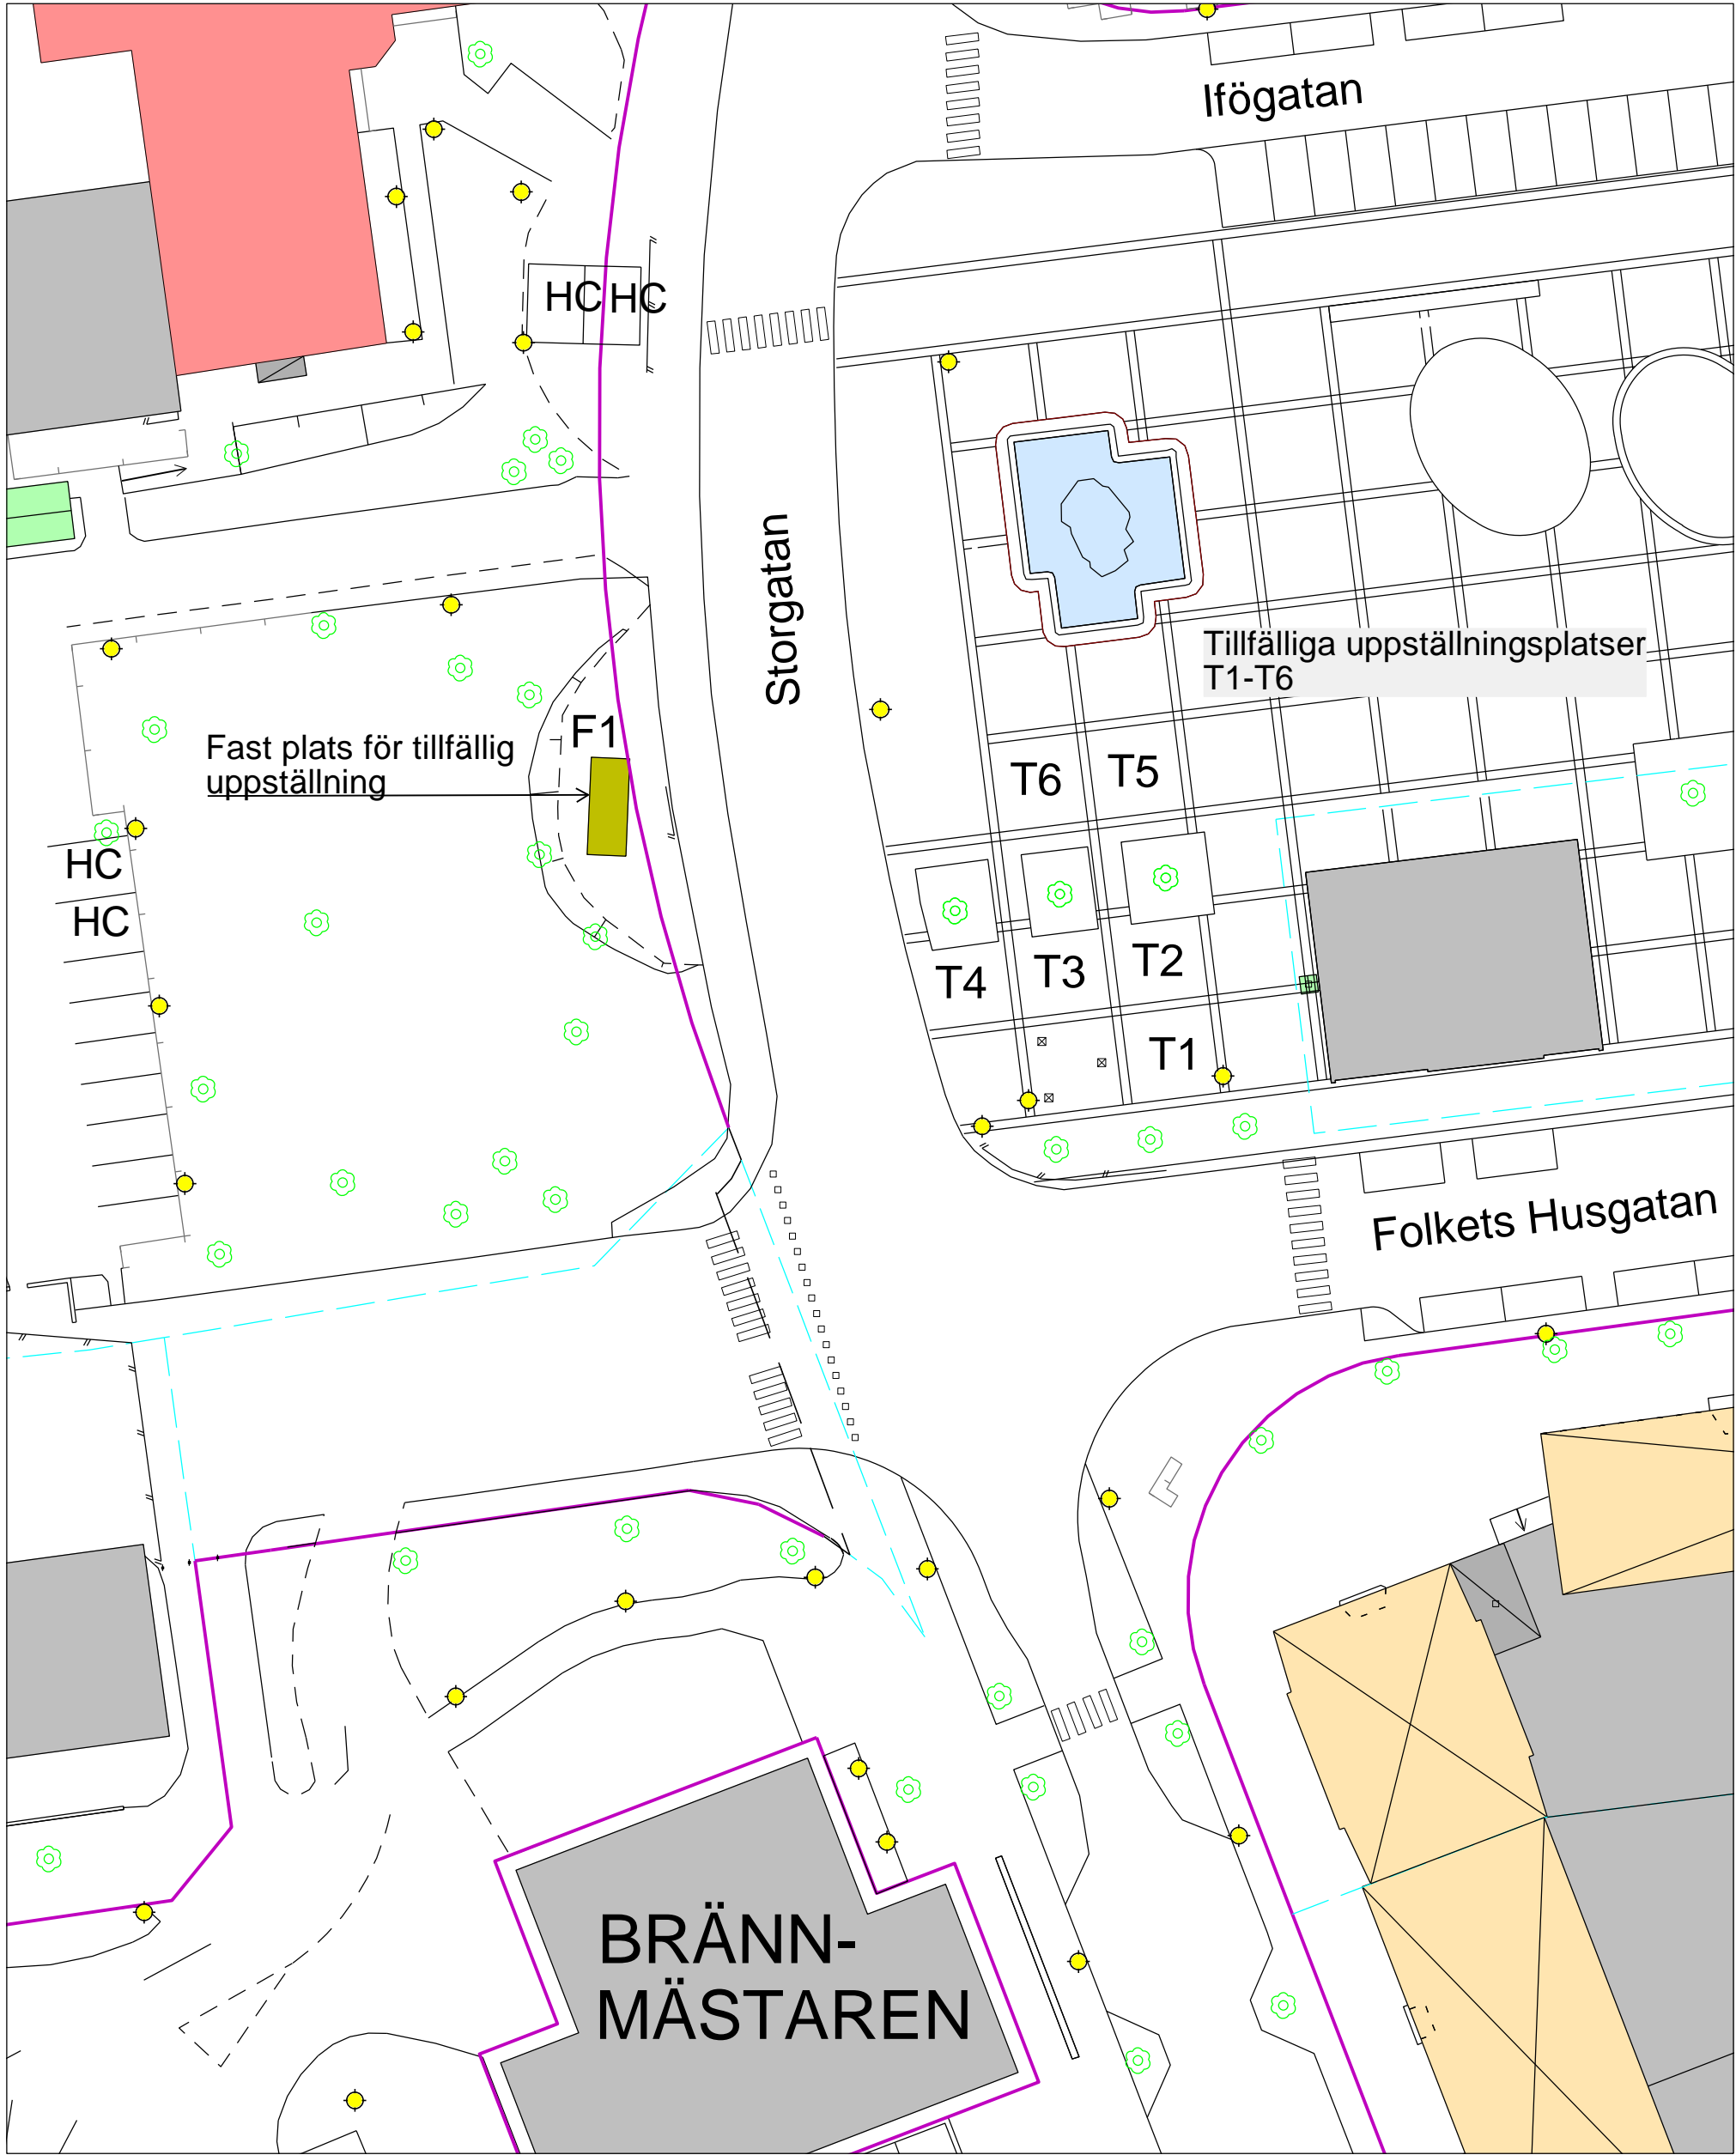 Ifögatan
HC HC
Storgatan
Tillfälliga uppställningsplatser
T1-T6
F1
Fast plats för tillfällig
uppställning
T6 T5
HC
HC
T4 T3 T2
T1
Folkets Husgatan
BRÄNN-
MÄSTAREN